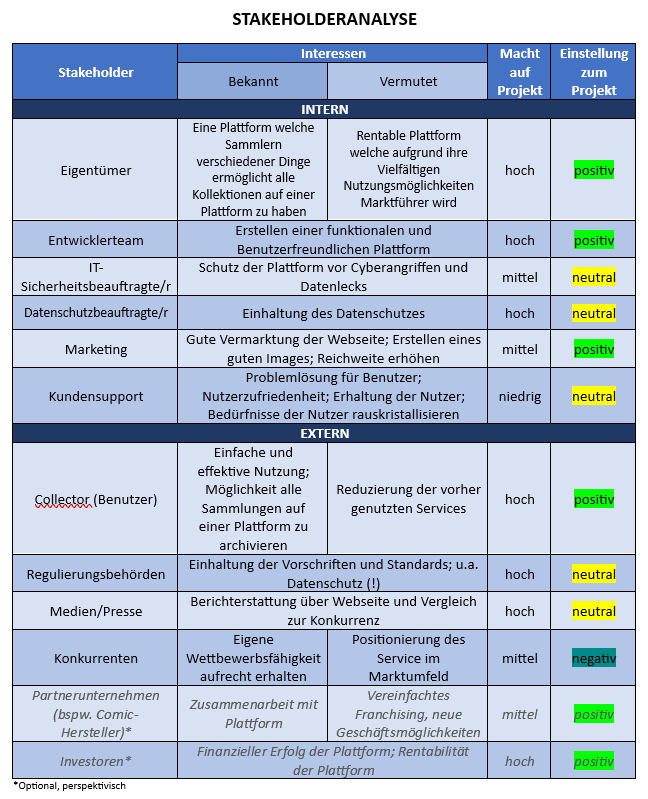 STAKEHOLDERANALYSE
Stakeholder
Interessen
Macht
auf
Projekt
Einstellung
zum
Projekt
Bekannt
Vermutet
INTERN
Eigentümer
Eine Plattform welche
Sammlern
verschiedener Dinge
ermöglicht alle
Kollektionen auf einer
Plattform zu haben
Rentable Plattform
welche aufgrund ihre
Vielfältigen
Nutzungsmöglichkeiten
Marktführer wird
hoch
positiv
Entwicklerteam
Erstellen einer funktionalen und
Benutzerfreundlichen Plattform
hoch
positiv
IT-
Sicherheitsbeauftragte/r
Schutz der Plattform vor Cyberangriffen und
Datenlecks
mittel
neutral
Datenschutzbeauftragte/r
Einhaltung des Datenschutzes
hoch
neutral
Marketing
Gute Vermarktung der Webseite; Erstellen eines
guten Images; Reichweite erhöhen
mittel
positiv
Kundensupport
Problemlösung für Benutzer;
Nutzerzufriedenheit; Erhaltung der Nutzer;
Bedürfnisse der Nutzer rauskristallisieren
niedrig
neutral
EXTERN
Collector (Benutzer)
Einfache und
effektive Nutzung;
Möglichkeit alle
Sammlungen auf
einer Plattform zu
archivieren
Reduzierung der vorher
genutzten Services
hoch
positiv
Regulierungsbehörden
Einhaltung der Vorschriften und Standards; u.a.
Datenschut (!)
hoch
neutral
Medien/Presse
Berichterstattung über Webseite und Vergleich
zur Konkurrenz
hoch
neutral
Konkurrenten
Eigene
Wettbewerbsfähigkeit
aufrecht erhalten
Positionierung des
Service im
Marktumfeld
mittel
negativ
Partnerunternehmen
(bspw. Comic-
Hersteller)*
Zusammenarbeit mit
Plattform
Vereinfachtes
Franchising, neue
Geschäftsmöglichkeiten
mittel
positiv
Investoren*
Finanzieller Erfolg der Plattform; Rentabilität
der Plattform
hoch
positiv
*Optional, perspektivisch